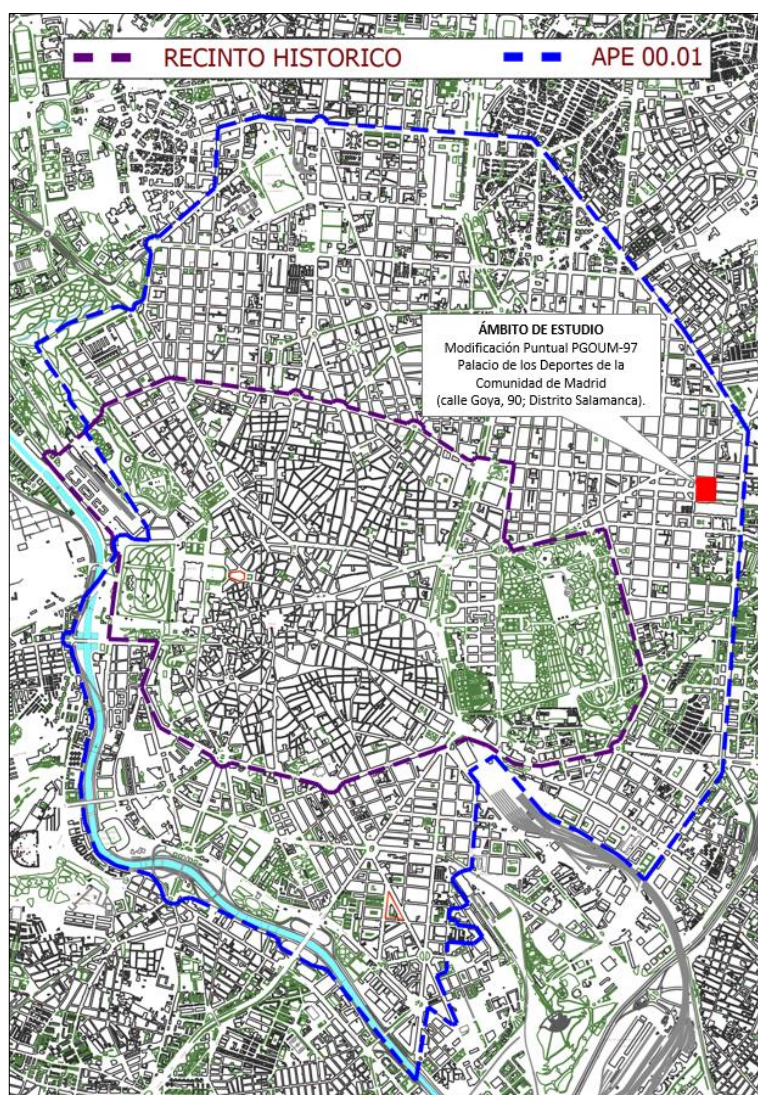 RECINTO HISTORICO
APE 00.01
ÁMBITO DE ESTUDIO
Modificación Puntual PGOUM-97
Palacio de los Deportes de la
Comunidad de Madrid
(calle Goya, 90; Distrito Salamanca).